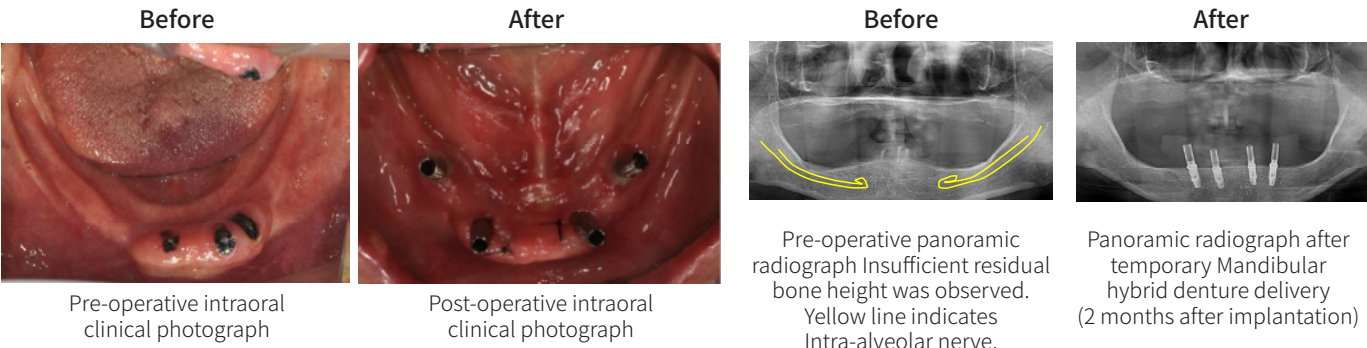 Before
After
Before
After
Pre-operative intraoral
clinical photograph
Post-operative intraoral
clinical photograph
Pre-operative panoramic
radiograph Insufficient residual
bone height was observed.
Yellow line indicates
Intra-alveolar nerve.
Panoramic radiograph after
temporary Mandibular
hybrid denture delivery
(2 months after implantation)